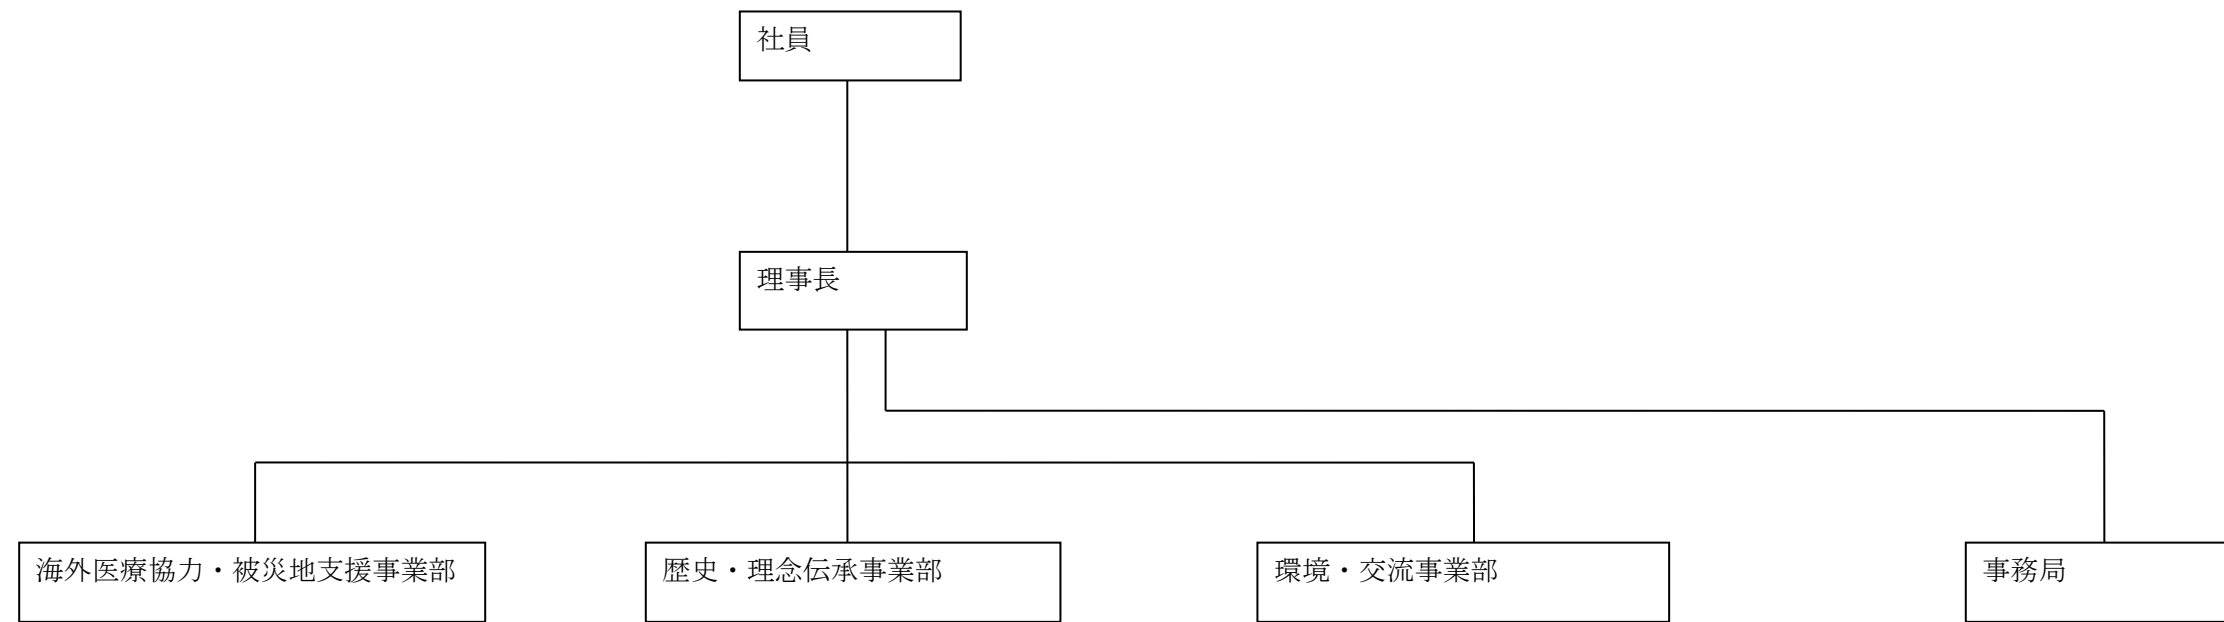 社員
理事長
海外医療協力・被災地支援事業部
歴史・理念伝承事業部
環境・交流事業部
事務局